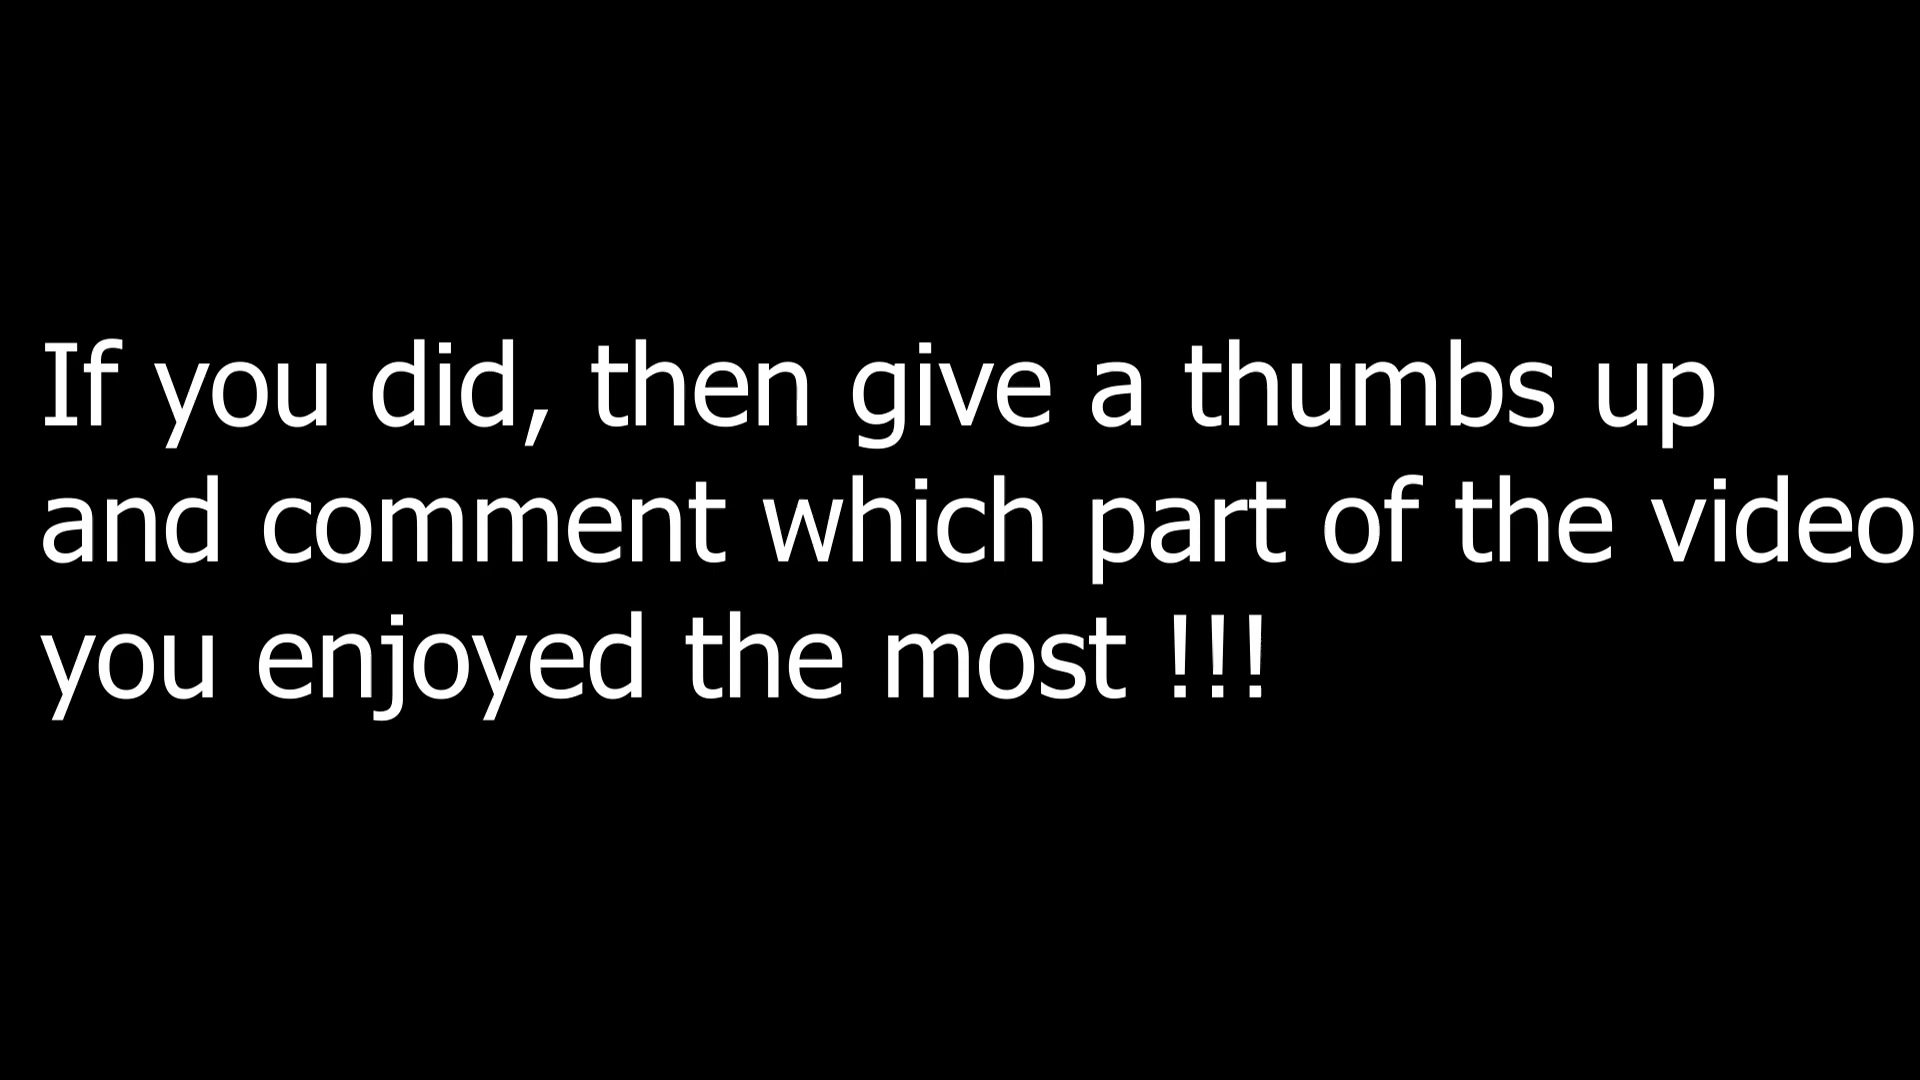 If you did, then give a thumbs up
and comment which part of the video
you enjoyed the most !!!